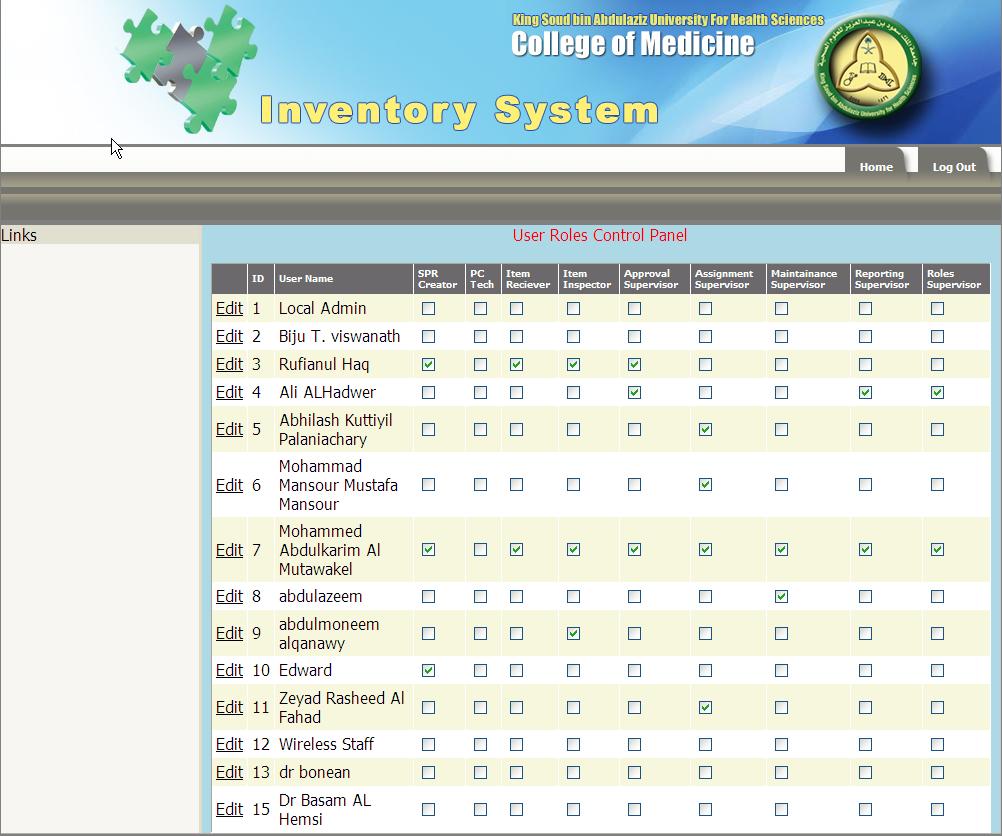 King Soud bin Abdulaziz University For Health Sciences
College of Medicine
Inventory System
Home Log Out
Links
User Roles Control Panel
ID User Name SPR Creator PC Tech Item Reciever Item Inspector Approval Supervisor Assignment Supervisor Maintainance Supervisor Reporting Supervisor Roles Supervisor
Edit 1 Local Admin
Edit 2 Biju T. viswanath
Edit 3 Rufianul Haq
Edit 4 Ali ALHadwer
Edit 5 Abhilash Kuttiyil
Palaniachary
Edit 6 Mohammad
Mansour Mustafa
Mansour
Edit 7 Mohammed
Abdulkarim Al
Mutawakel
Edit 8 abdulazeem
Edit 9 abdulmoneem
alqanawy
Edit 10 Edward
Edit 11 Zeyad Rasheed Al
Fahad
Edit 12 Wireless Staff
Edit 13 dr bonean
Edit 15 Dr Basam AL
Hemsi